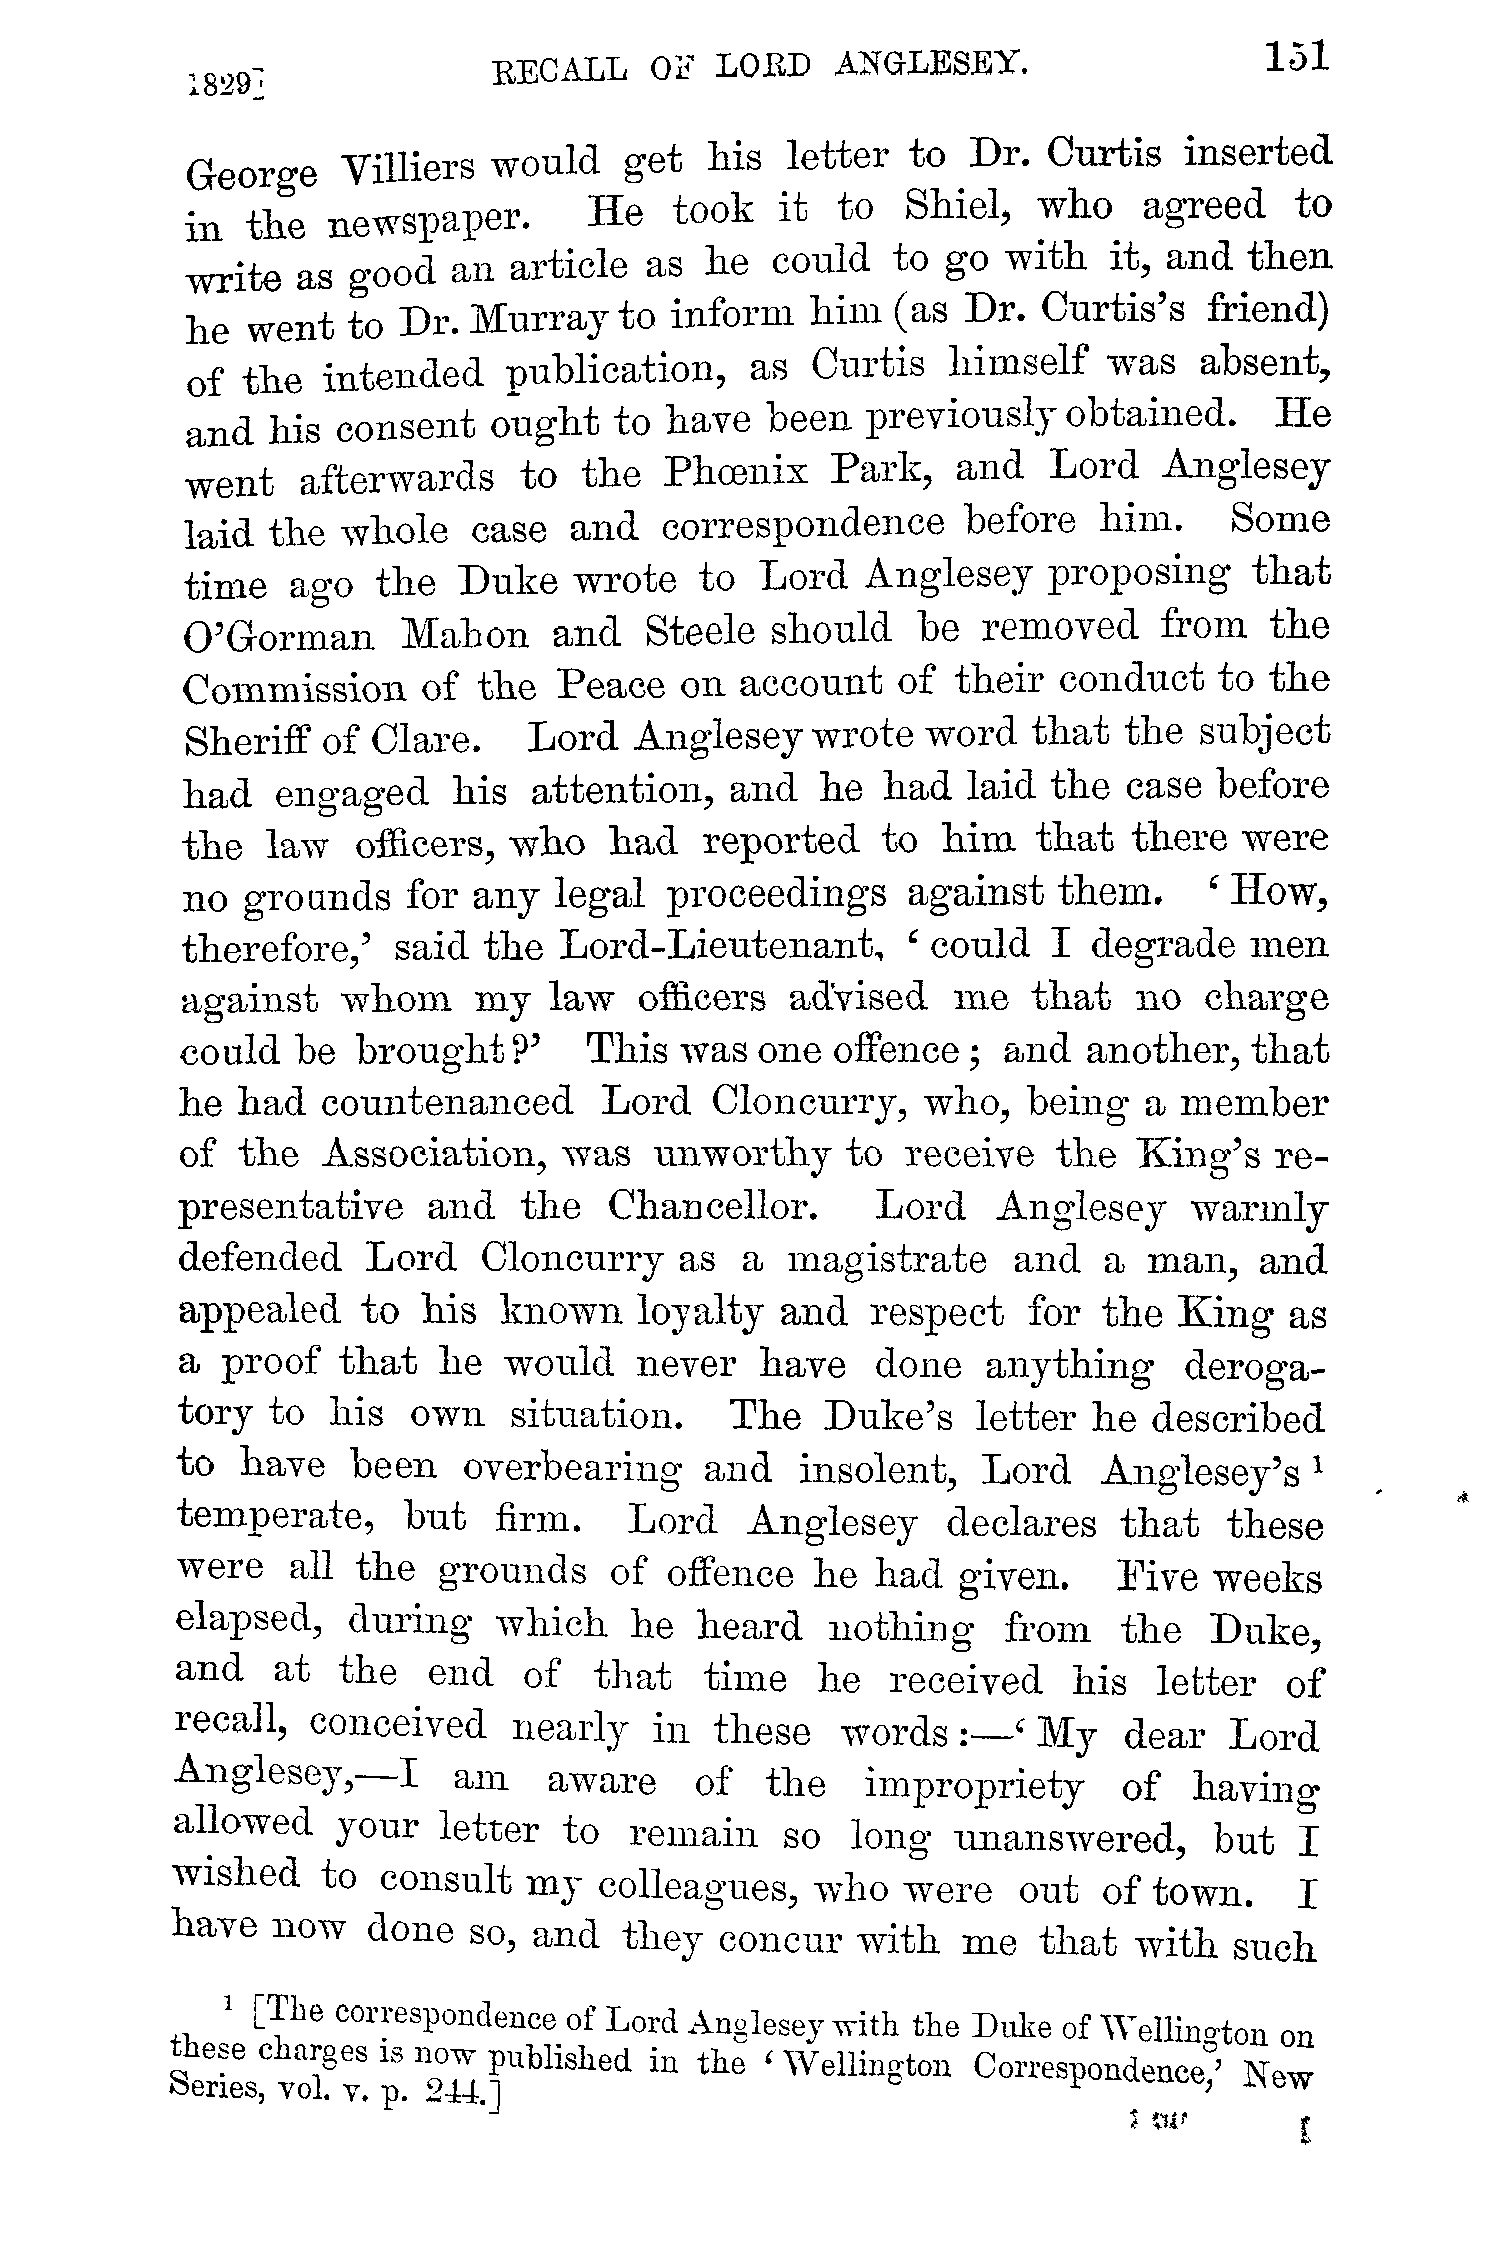 1829] RECALL OF LORD ANGLESEY. 151
George Villiers would get his letter to Dr. Curtis inserted
in the newspaper. He took it to Shiel, who agreed to
write as good an article as he could to go with it, and then
he went to Dr. Murray to inform him (as Dr. Curtis's friend)
of the intended publication, as Curtis himself was absent,
and his consent ought to have been previously obtained. He
went afterwards to the Phœnix Park, and Lord Anglesey
laid the whole case and correspondence before him. Some
time ago the Duke wrote to Lord Anglesey proposing that
O'Gorman Mahon and Steele should be removed from the
Commission of the Peace on account of their conduct to the
Sheriff of Clare. Lord Anglesey wrote word that the subject
had engaged his attention, and he had laid the case before
the law officers, who had reported to him that there were
no grounds for any legal proceedings against them. ‘How,
therefore,’ said the Lord-Lieutenant, ‘could I degrade men
against whom my law officers advised me that no charge
could be brought?’ This was one offence; and another, that
he had countenanced Lord Cloncurry, who, being a member
of the Association, was unworthy to receive the King's re-
presentative and the Chancellor. Lord Anglesey warmly
defended Lord Cloncurry as a magistrate and a man, and
appealed to his known loyalty and respect for the King as
a proof that he would never have done anything deroga-
tory to his own situation. The Duke's letter he described
to have been overbearing and insolent, Lord Anglesey's ¹
temperate, but firm. Lord Anglesey declares that these
were all the grounds of offence he had given. Five weeks
elapsed, during which he heard nothing from the Duke,
and at the end of that time he received his letter of
recall, conceived nearly in these words:—‘My dear Lord
Anglesey,—I am aware of the impropriety of having
allowed your letter to remain so long unanswered, but I
wished to consult my colleagues, who were out of town. I
have now done so, and they concur with me that with such
¹ [The correspondence of Lord Anglesey with the Duke of Wellington on
these charges is now published in the ‘Wellington Correspondence,’ New
Series, vol. v. p. 244.]